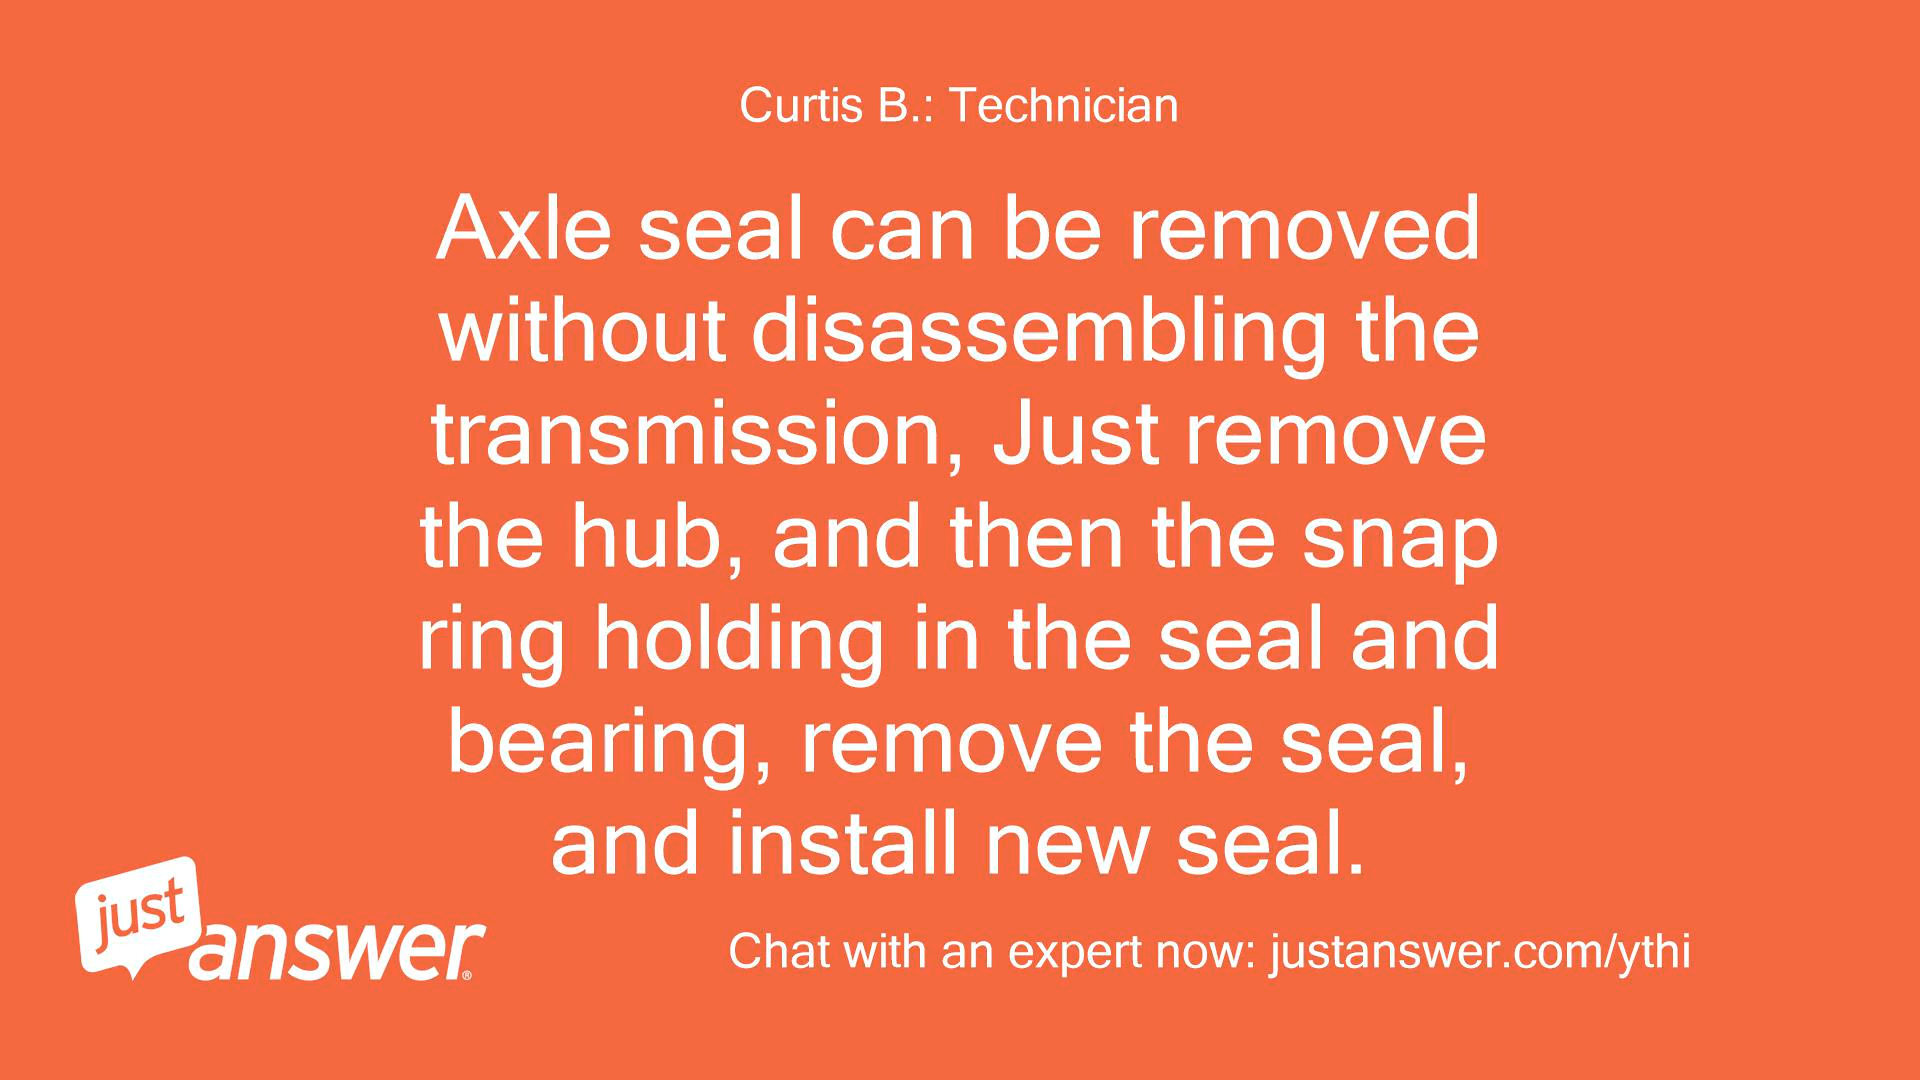 Curtis B.: Technician
Axle seal can be removed
without disassembling the
transmission, Just remove
the hub, and then the snap
ring holding in the seal and
bearing, remove the seal,
and install new seal.
just
answer®
Chat with an expert now: justanswer.com/ythi